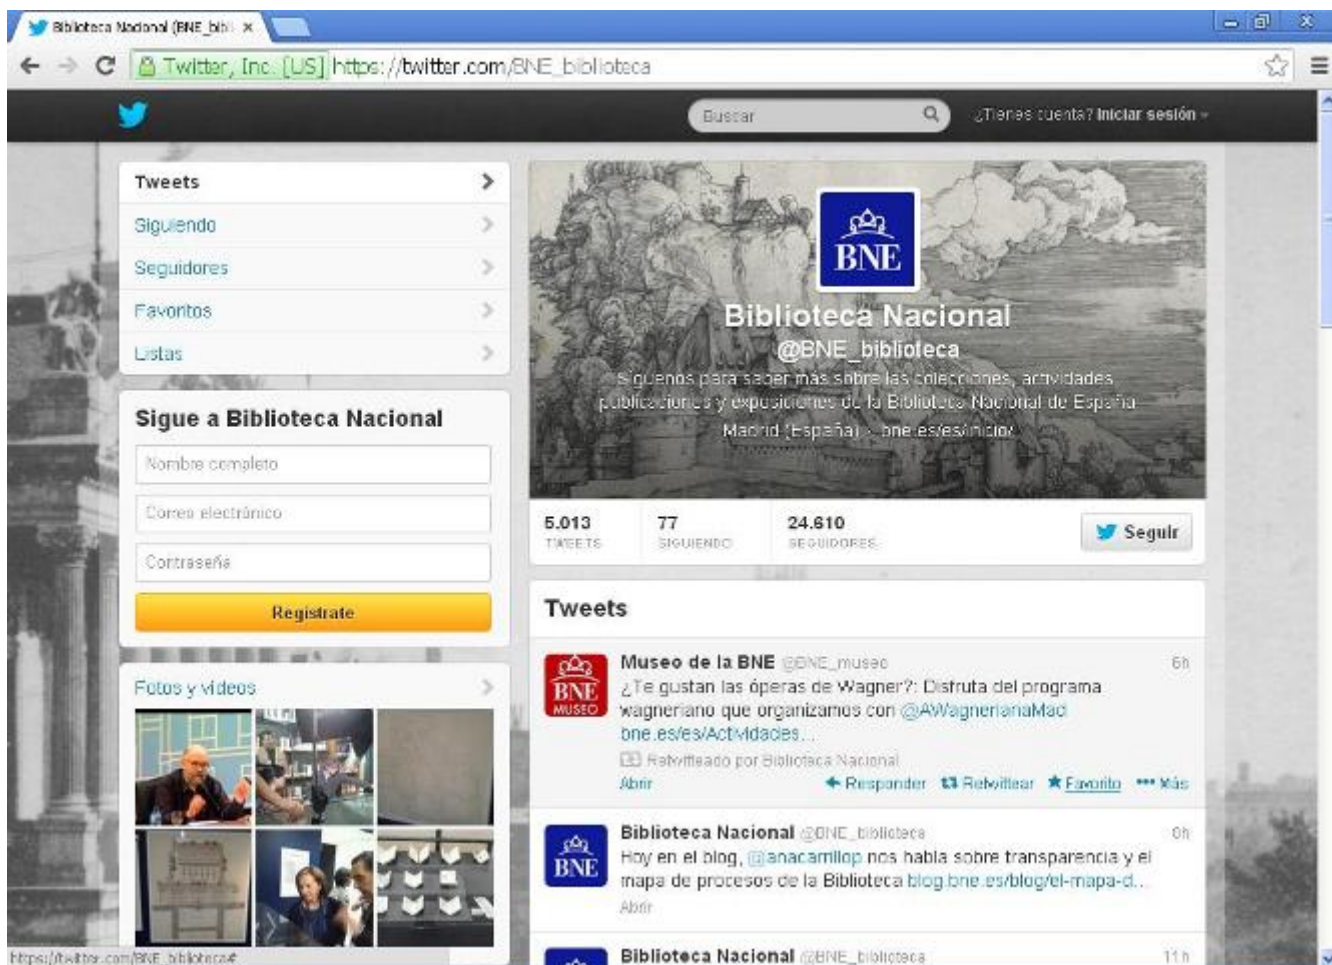 Biblioteca Nacional (BNE_bibl
Twitter, Inc. [US] https://twitter.com/BNE_biblioteca
Buscar
¿Tienes cuenta? Iniciar sesión
Tweets
Siguiendo
Seguidores
Favoritos
Listas
BNE
Biblioteca Nacional
@BNE_biblioteca
Síguenos para saber más sobre las colecciones, actividades
publicaciones y exposiciones de la Biblioteca Nacional de España
Madrid (España) · bne.es/es/Inicio/
5.013
TWEETS
77
SIGUIENDO
24.610
SEGUIDORES
Seguir
Sigue a Biblioteca Nacional
Nombre completo
Correo electrónico
Contraseña
Regístrate
Fotos y vídeos
Tweets
BNE
MUSEO
Museo de la BNE @BNE_museo
6h
¿Te gustan las óperas de Wagner?: Disfruta del programa
wagneriano que organizamos con @AWagnerianaMad
bne.es/es/Actividades...
Retwitteado por Biblioteca Nacional
Abrir
Responder
Retwittear
Favorito
Más
BNE
Biblioteca Nacional @BNE_biblioteca
Hoy en el blog, @anacarrillop nos habla sobre transparencia y el
mapa de procesos de la Biblioteca blog.bne.es/blog/el-mapa-d...
Abrir
Biblioteca Nacional @BNE_biblioteca
11h
https://twitter.com/BNE_biblioteca#